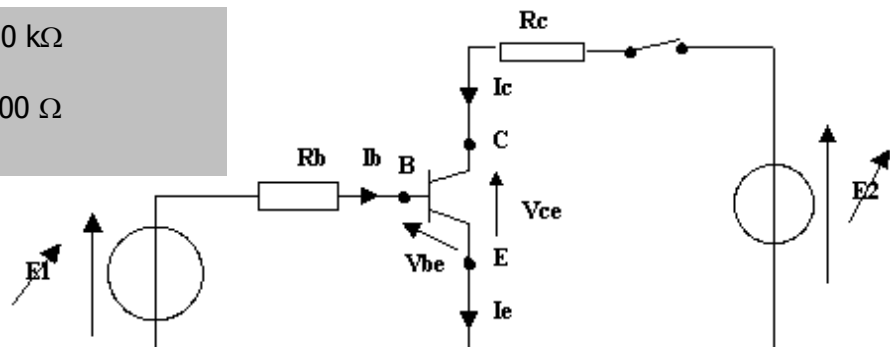 0 kΩ
00 Ω
Rc
Ic
C
Rb Ib B
Vce
E2
E1
Vbe
E
Ie